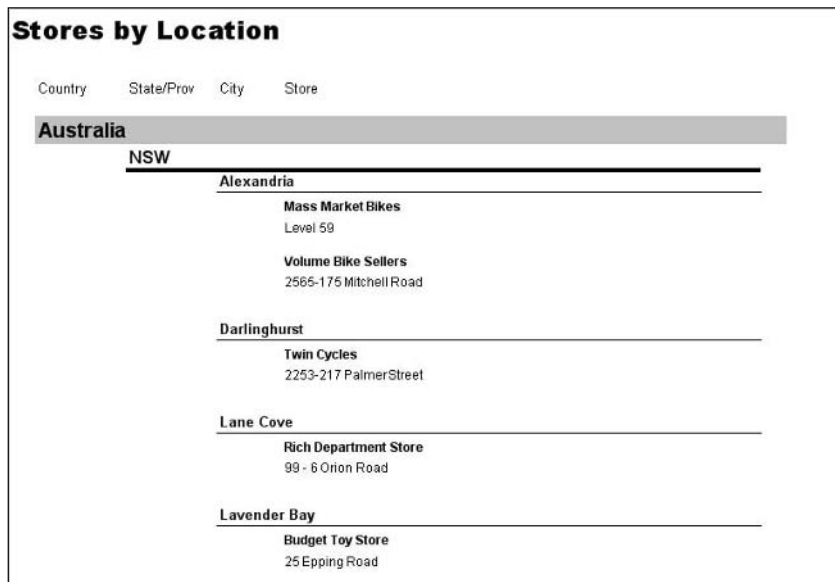 Stores by Location
Country State/Prov City Store
Australia
NSW
Alexandria
Mass Market Bikes
Level 59
Volume Bike Sellers
2565-175 Mitchell Road
Darlinghurst
Twin Cycles
2253-217 PalmerStreet
Lane Cove
Rich Department Store
99 - 6 Orion Road
Lavender Bay
Budget Toy Store
25 Epping Road